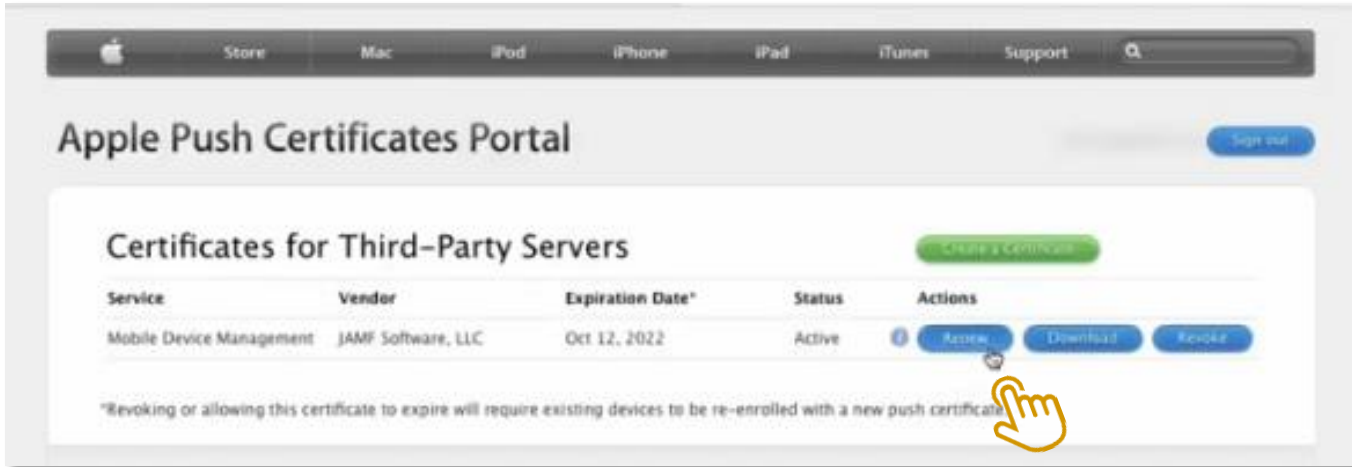 Store Mac iPod iPhone iPad iTunes Support
Apple Push Certificates Portal
Sign out
Certificates for Third-Party Servers
Create a Certificate
Service Vendor Expiration Date* Status Actions
Mobile Device Management JAMF Software, LLC Oct 12, 2022 Active Renew Download Revoke
*Revoking or allowing this certificate to expire will require existing devices to be re-enrolled with a new push certificate